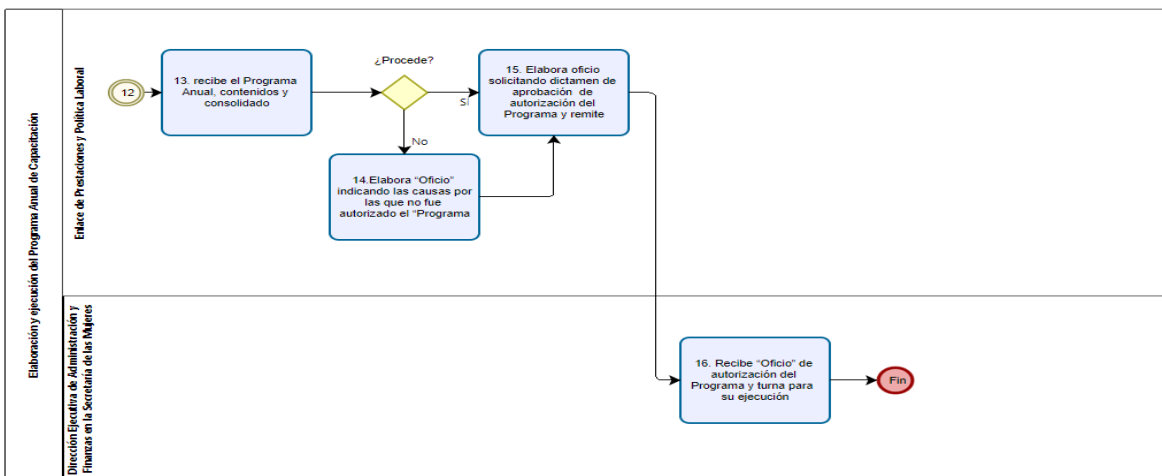 Elaboración y ejecución del Programa Anual de Capacitación
Enlace de Prestaciones y Política Laboral
12
13. recibe el Programa
Anual, contenidos y
consolidado
¿Procede?
Sí
No
14.Elabora “Oficio”
indicando las causas por
las que no fue
autorizado el “Programa
15. Elabora oficio
solicitando dictamen de
aprobación de
autorización del
Programa y remite
Dirección Ejecutiva de Administración y
Finanzas en la Secretaría de las Mujeres
16. Recibe “Oficio” de
autorización del
Programa y turna para
su ejecución
Fin